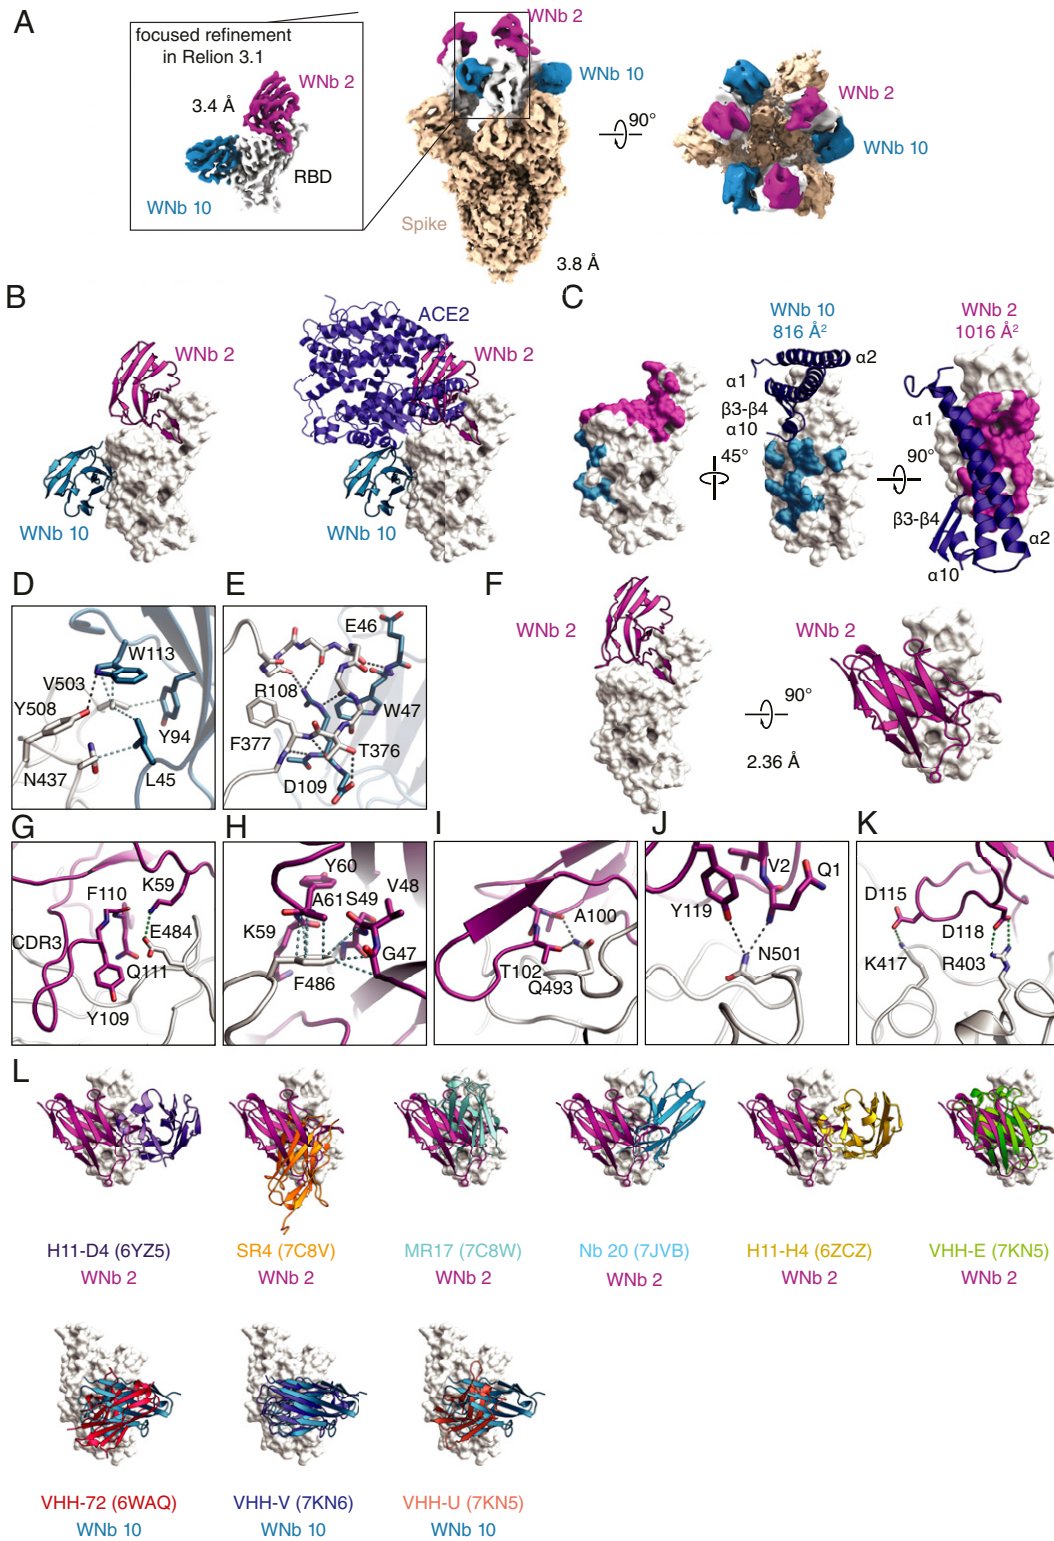 A
focused refinement
in Relion 3.1
WNb 2
3.4 Å
RBD
WNb 10
WNb 2
WNb 10
Spike
3.8 Å
90°
WNb 2
WNb 10
B
WNb 2
WNb 10
ACE2
WNb 2
WNb 10
C
WNb 10
816 Å²
α2
α1
β3-β4
α10
45°
WNb 2
1016 Å²
α1
90°
β3-β4
α2
α10
D
W113
V503
Y508
Y94
N437
L45
E
E46
R108
W47
F377
T376
D109
F
WNb 2
WNb 2
90°
2.36 Å
G
K59
F110
E484
CDR3
Q111
Y109
H
Y60
V48
A61
S49
K59
G47
F486
I
A100
T102
Q493
J
V2
Q1
Y119
N501
K
D115
D118
K417
R403
L
H11-D4 (6YZ5)
WNb 2
SR4 (7C8V)
WNb 2
MR17 (7C8W)
WNb 2
Nb 20 (7JVB)
WNb 2
H11-H4 (6ZCZ)
WNb 2
VHH-E (7KN5)
WNb 2
VHH-72 (6WAQ)
WNb 10
VHH-V (7KN6)
WNb 10
VHH-U (7KN5)
WNb 10